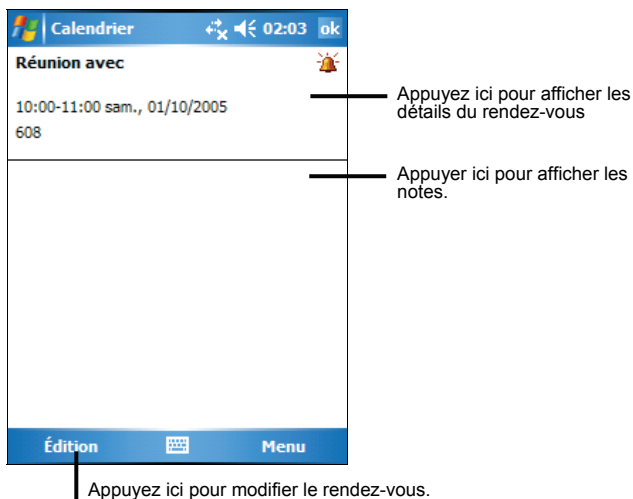 Calendrier 02:03 ok
Réunion avec
10:00-11:00 sam., 01/10/2005
608
Appuyez ici pour afficher les
détails du rendez-vous
Appuyer ici pour afficher les
notes.
Édition Menu
Appuyez ici pour modifier le rendez-vous.